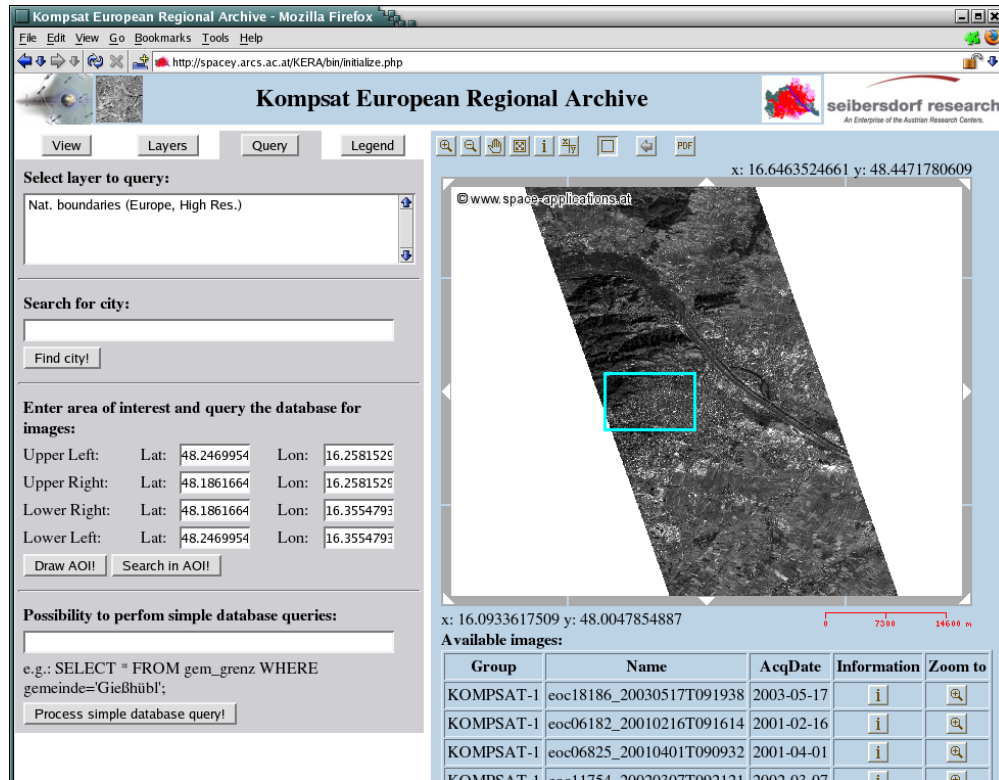 Kompsat European Regional Archive - Mozilla Firefox
File Edit View Go Bookmarks Tools Help
http://spacey.arcs.ac.at/KERA/bin/initialize.php
Kompsat European Regional Archive
seibersdorf research
An Enterprise of the Austrian Research Centers.
View Layers Query Legend
Select layer to query:
Nat. boundaries (Europe, High Res.)
Search for city:
Find city!
Enter area of interest and query the database for
images:
Upper Left: Lat: 48.2469954 Lon: 16.2581529
Upper Right: Lat: 48.1861664 Lon: 16.2581529
Lower Right: Lat: 48.1861664 Lon: 16.3554793
Lower Left: Lat: 48.2469954 Lon: 16.3554793
Draw AOI! Search in AOI!
Possibility to perfom simple database queries:
e.g.: SELECT * FROM gem_grenz WHERE
gemeinde='Gießhübl';
Process simple database query!
i x y PDF
x: 16.6463524661 y: 48.4471780609
© www.space-applications.at
x: 16.0933617509 y: 48.0047854887
0 7300 14600 m
Available images:
Group Name AcqDate Information Zoom to
KOMPSAT-1 eoc18186_20030517T091938 2003-05-17 i
KOMPSAT-1 eoc06182_20010216T091614 2001-02-16 i
KOMPSAT-1 eoc06825_20010401T090932 2001-04-01 i
KOMPSAT-1 eoc11754_20020307T092121 2002-03-07 i